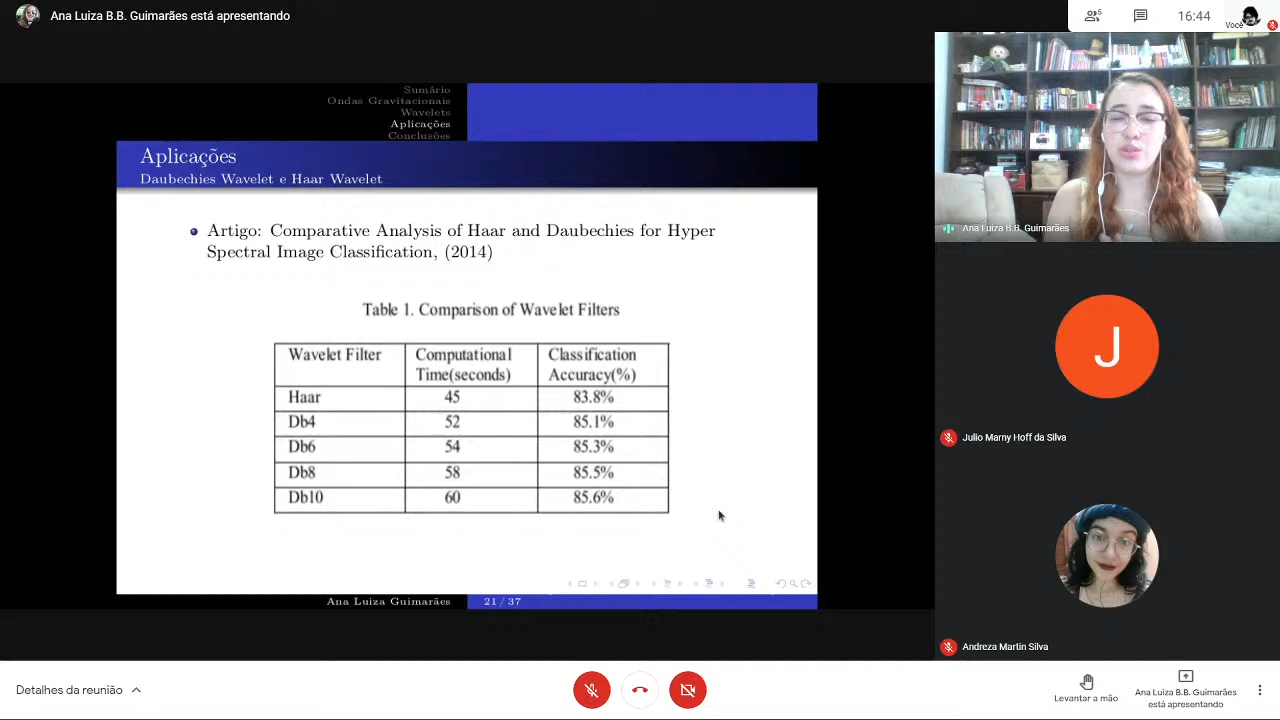 Ana Luiza B.B. Guimarães está apresentando
5
16:44
Você
Sumário
Ondas Gravitacionais
Wavelets
Aplicações
Conclusões
Aplicações
Daubechies Wavelet e Haar Wavelet
Artigo: Comparative Analysis of Haar and Daubechies for Hyper
Spectral Image Classification, (2014)
Table 1. Comparison of Wavelet Filters
Wavelet Filter Computational Time(seconds) Classification Accuracy(%)
Haar 45 83.8%
Db4 52 85.1%
Db6 54 85.3%
Db8 58 85.5%
Db10 60 85.6%
Ana Luiza Guimarães 21 / 37
Ana Luiza B.B. Guimarães
J
Julio Marny Hoff da Silva
Andreza Martin Silva
Detalhes da reunião
Levantar a mão
Ana Luiza B.B. Guimarães
está apresentando